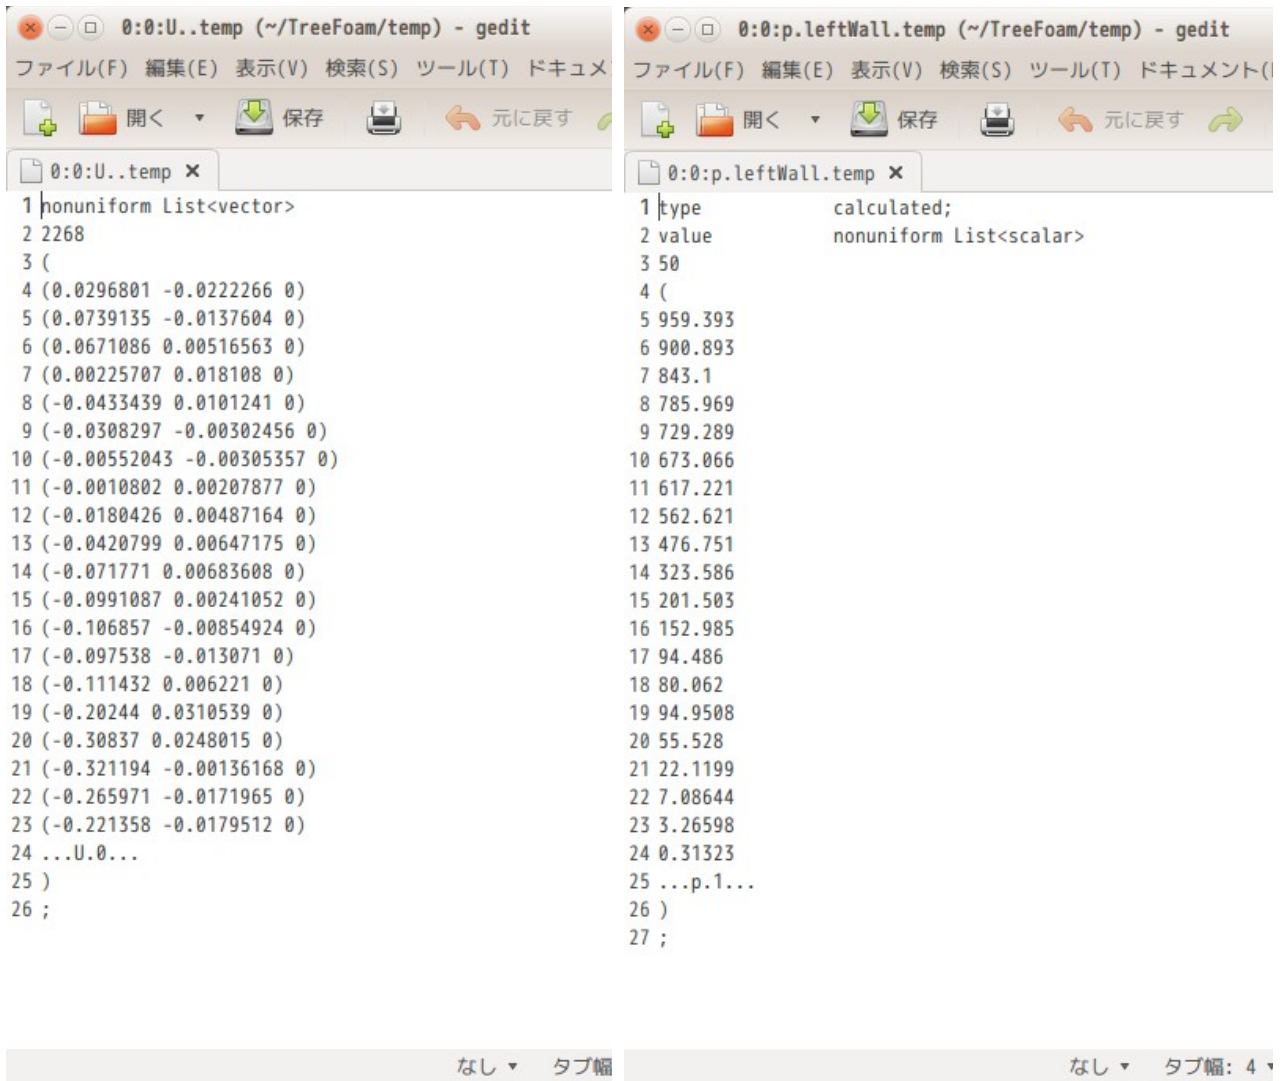 0:0:U..temp (~/TreeFoam/temp) - gedit
ファイル(F) 編集(E) 表示(V) 検索(S) ツール(T) ドキュメ
開く 保存 元に戻す
0:0:U..temp
1 nonuniform List<vector>
2 2268
3 (
4 (0.0296801 -0.0222266 0)
5 (0.0739135 -0.0137604 0)
6 (0.0671086 0.00516563 0)
7 (0.00225707 0.018108 0)
8 (-0.0433439 0.0101241 0)
9 (-0.0308297 -0.00302456 0)
10 (-0.00552043 -0.00305357 0)
11 (-0.0010802 0.00207877 0)
12 (-0.0180426 0.00487164 0)
13 (-0.0420799 0.00647175 0)
14 (-0.071771 0.00683608 0)
15 (-0.0991087 0.00241052 0)
16 (-0.106857 -0.00854924 0)
17 (-0.097538 -0.013071 0)
18 (-0.111432 0.006221 0)
19 (-0.20244 0.0310539 0)
20 (-0.30837 0.0248015 0)
21 (-0.321194 -0.00136168 0)
22 (-0.265971 -0.0171965 0)
23 (-0.221358 -0.0179512 0)
24 ...U.0...
25 )
26 ;
なし タブ幅
0:0:p.leftWall.temp (~/TreeFoam/temp) - gedit
ファイル(F) 編集(E) 表示(V) 検索(S) ツール(T) ドキュメント(
開く 保存 元に戻す
0:0:p.leftWall.temp
1 type calculated;
2 value nonuniform List<scalar>
3 50
4 (
5 959.393
6 900.893
7 843.1
8 785.969
9 729.289
10 673.066
11 617.221
12 562.621
13 476.751
14 323.586
15 201.503
16 152.985
17 94.486
18 80.062
19 94.9508
20 55.528
21 22.1199
22 7.08644
23 3.26598
24 0.31323
25 ...p.1...
26 )
27 ;
なし タブ幅: 4